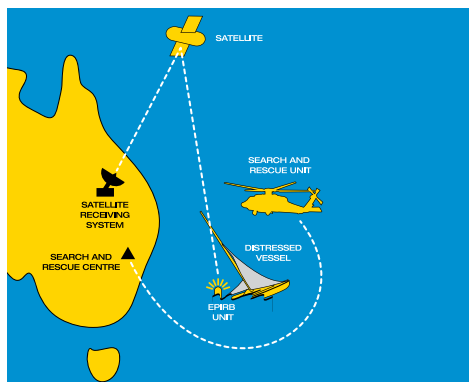 SATELLITE
SEARCH AND
RESCUE UNIT
SATELLITE
RECEIVING
SYSTEM
SEARCH AND
RESCUE CENTRE
DISTRESSED
VESSEL
EPIRB
UNIT